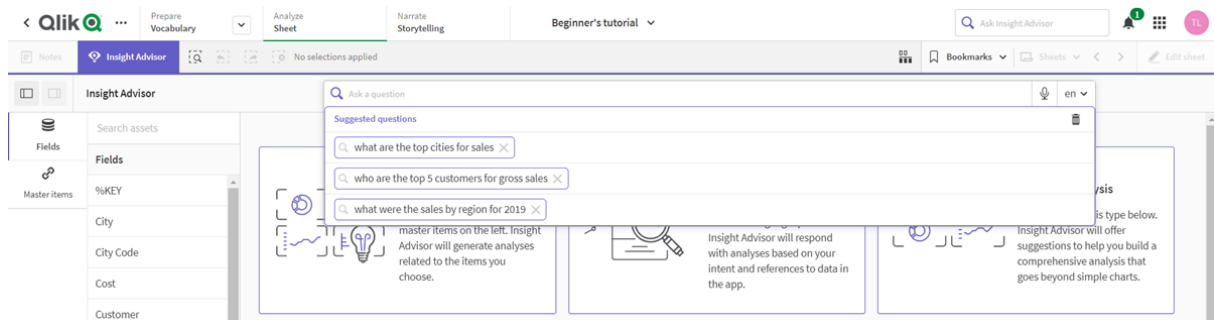 Qlik
Prepare
Vocabulary
Analyze
Sheet
Narrate
Storytelling
Beginner's tutorial
Ask Insight Advisor
1
TL
Notes
Insight Advisor
No selections applied
Bookmarks
Sheets
Edit sheet
Insight Advisor
Ask a question
en
Fields
Master items
Search assets
Fields
%KEY
City
City Code
Cost
Customer
Suggested questions
what are the top cities for sales
who are the top 5 customers for gross sales
what were the sales by region for 2019
master items on the left. Insight
Advisor will generate analyses
related to the items you
choose.
Insight Advisor will respond
with analyses based on your
intent and references to data in
the app.
is type below.
Insight Advisor will offer
suggestions to help you build a
comprehensive analysis that
goes beyond simple charts.